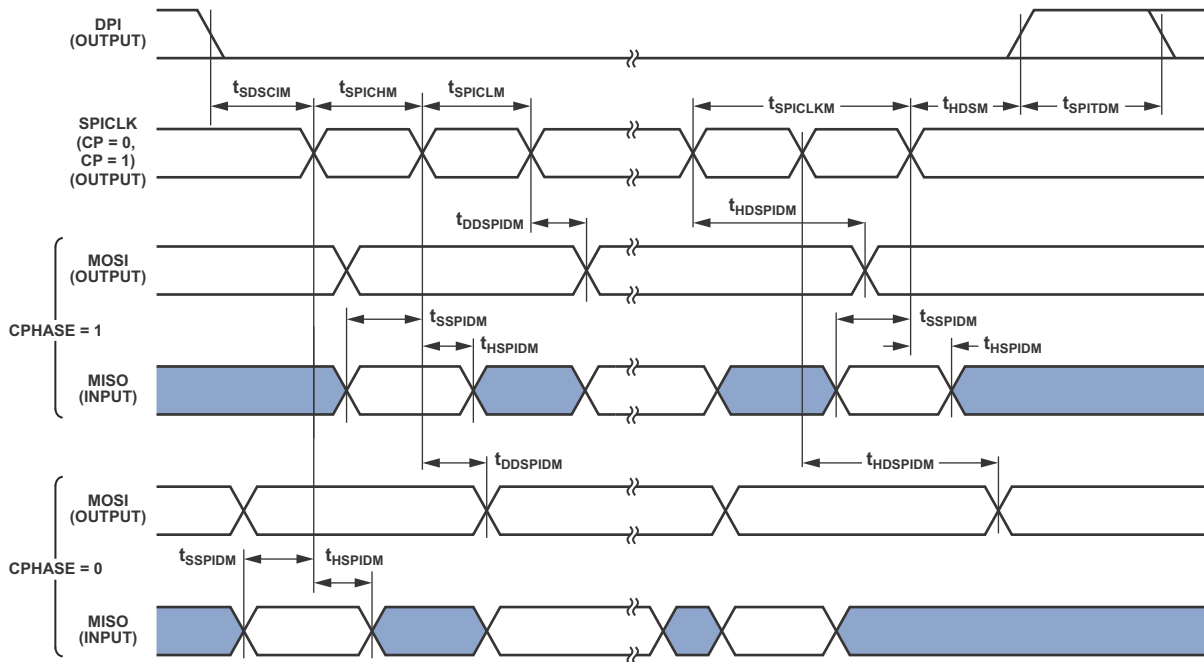 DPI
(OUTPUT)
tSDSCIM
tSPICHM
tSPICLM
tSPICLKM
tHDSM
tSPITDM
SPICLK
(CP = 0,
CP = 1)
(OUTPUT)
tDDSPIDM
tHDSPIDM
MOSI
(OUTPUT)
CPHASE = 1
tSSPIDM
tSSPIDM
tHSPIDM
tHSPIDM
MISO
(INPUT)
tDDSPIDM
tHDSPIDM
MOSI
(OUTPUT)
tSSPIDM
tHSPIDM
CPHASE = 0
MISO
(INPUT)